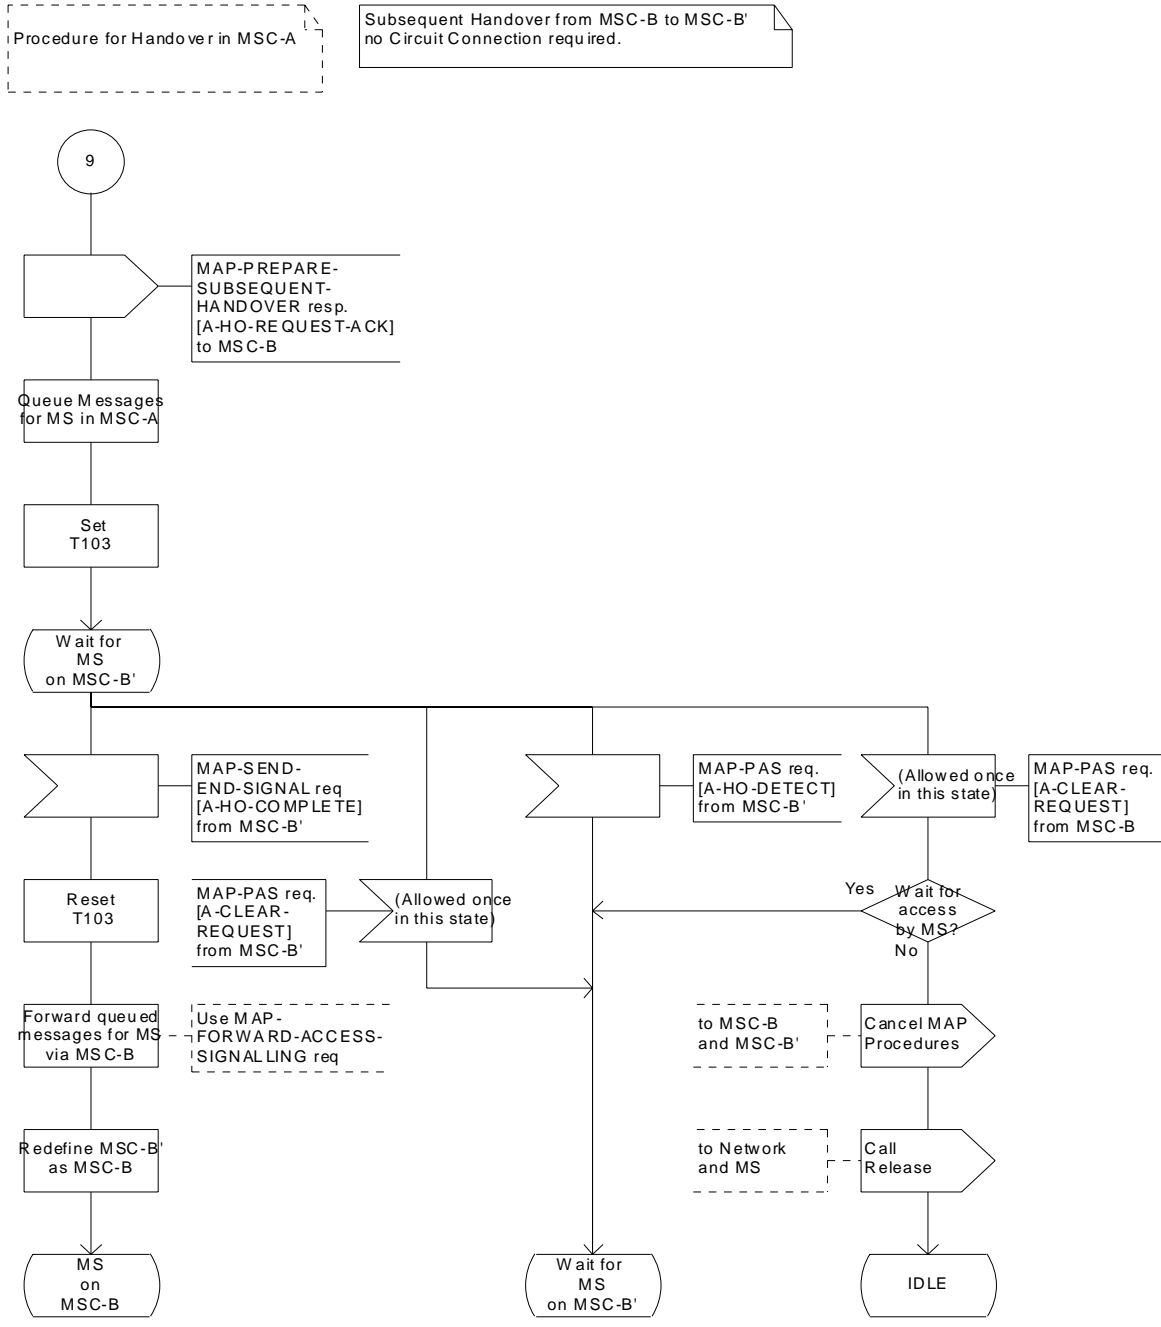 Procedure for Handover in MSC-A
Subsequent Handover from MSC-B to MSC-B'
no Circuit Connection required.
9
MAP-PREPARE-
SUBSEQUENT-
HANDOVER resp.
[A-HO-REQUEST-ACK]
to MSC-B
Queue Messages
for MS in MSC-A
Set
T103
Wait for
MS
on MSC-B'
MAP-SEND-
END-SIGNAL req
[A-HO-COMPLETE]
from MSC-B'
MAP-PAS req.
[A-HO-DETECT]
from MSC-B'
(Allowed once
in this state)
MAP-PAS req.
[A-CLEAR-
REQUEST]
from MSC-B
Reset
T103
MAP-PAS req.
[A-CLEAR-
REQUEST]
from MSC-B'
(Allowed once
in this state)
Yes
Wait for
access
by MS?
No
Forward queued
messages for MS
via MSC-B
Use MAP-
FORWARD-ACCESS-
SIGNALLING req
to MSC-B
and MSC-B'
Cancel MAP
Procedures
Redefine MSC-B'
as MSC-B
to Network
and MS
Call
Release
MS
on
MSC-B
Wait for
MS
on MSC-B'
IDLE